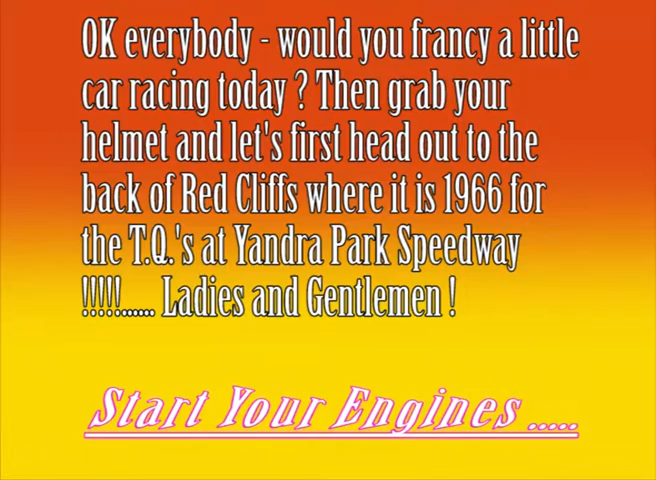 OK everybody - would you francy a little
car racing today ? Then grab your
helmet and let's first head out to the
back of Red Cliffs where it is 1966 for
the T.Q.'s at Yandra Park Speedway
!!!!!...... Ladies and Gentlemen !
Start Your Engines .....